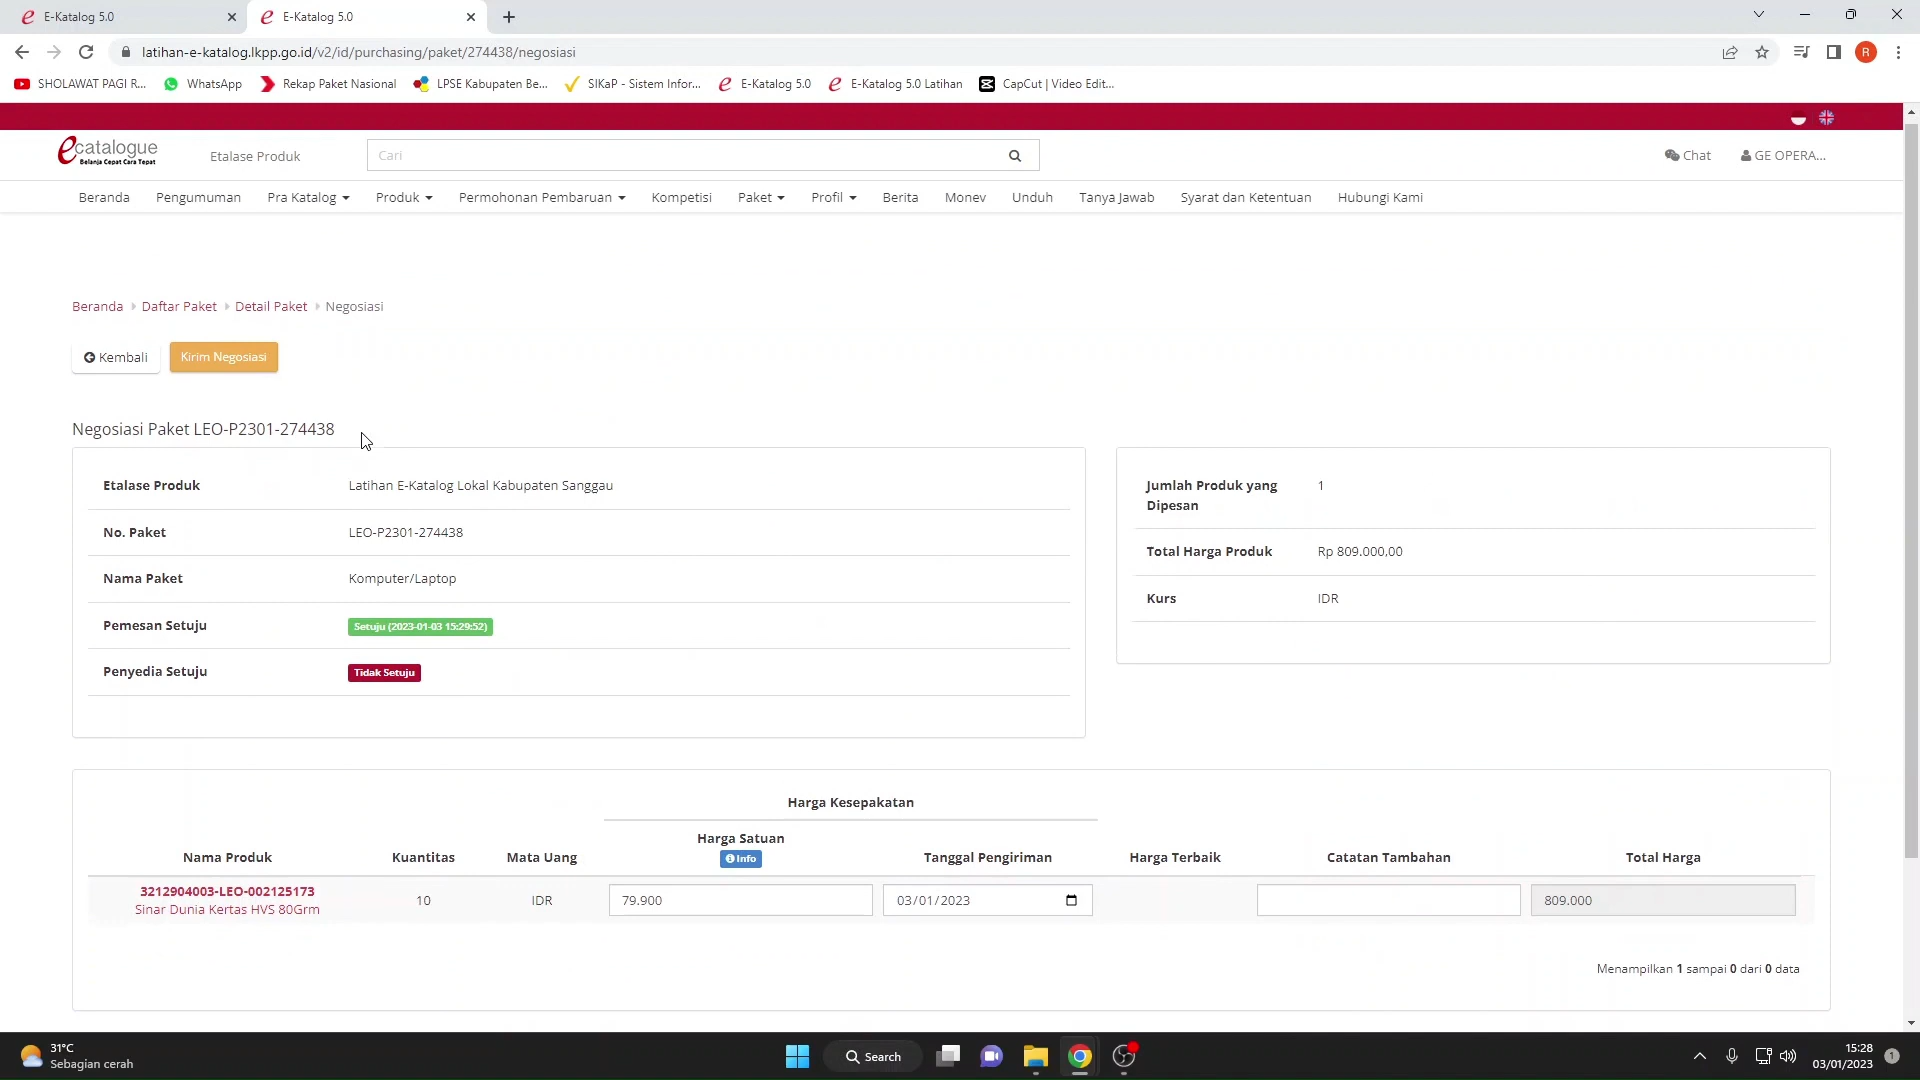 E-Katalog 5.0
E-Katalog 5.0
latihan-e-katalog.lkpp.go.id/v2/id/purchasing/paket/274438/negosiasi
R
SHOLAWAT PAGI R...
WhatsApp
Rekap Paket Nasional
LPSE Kabupaten Be...
SIKaP - Sistem Infor...
E-Katalog 5.0
E-Katalog 5.0 Latihan
CapCut | Video Edit...
ecatalogue
Belanja Cepat Cara Tepat
Etalase Produk
Cari
Chat
GE OPERA...
Beranda
Pengumuman
Pra Katalog
Produk
Permohonan Pembaruan
Kompetisi
Paket
Profil
Berita
Monev
Unduh
Tanya Jawab
Syarat dan Ketentuan
Hubungi Kami
Beranda
Daftar Paket
Detail Paket
Negosiasi
Kembali
Kirim Negosiasi
Negosiasi Paket LEO-P2301-274438
Etalase Produk
Latihan E-Katalog Lokal Kabupaten Sanggau
No. Paket
LEO-P2301-274438
Nama Paket
Komputer/Laptop
Pemesan Setuju
Setuju (2023-01-03 15:29:52)
Penyedia Setuju
Tidak Setuju
Jumlah Produk yang
Dipesan
1
Total Harga Produk
Rp 809.000,00
Kurs
IDR
Harga Kesepakatan
Nama Produk
Kuantitas
Mata Uang
Harga Satuan
Info
Tanggal Pengiriman
Harga Terbaik
Catatan Tambahan
Total Harga
3212904003-LEO-002125173
Sinar Dunia Kertas HVS 80Grm
10
IDR
79.900
03/01/2023
809.000
Menampilkan 1 sampai 0 dari 0 data
31°C
Sebagian cerah
Search
15:28
03/01/2023
1